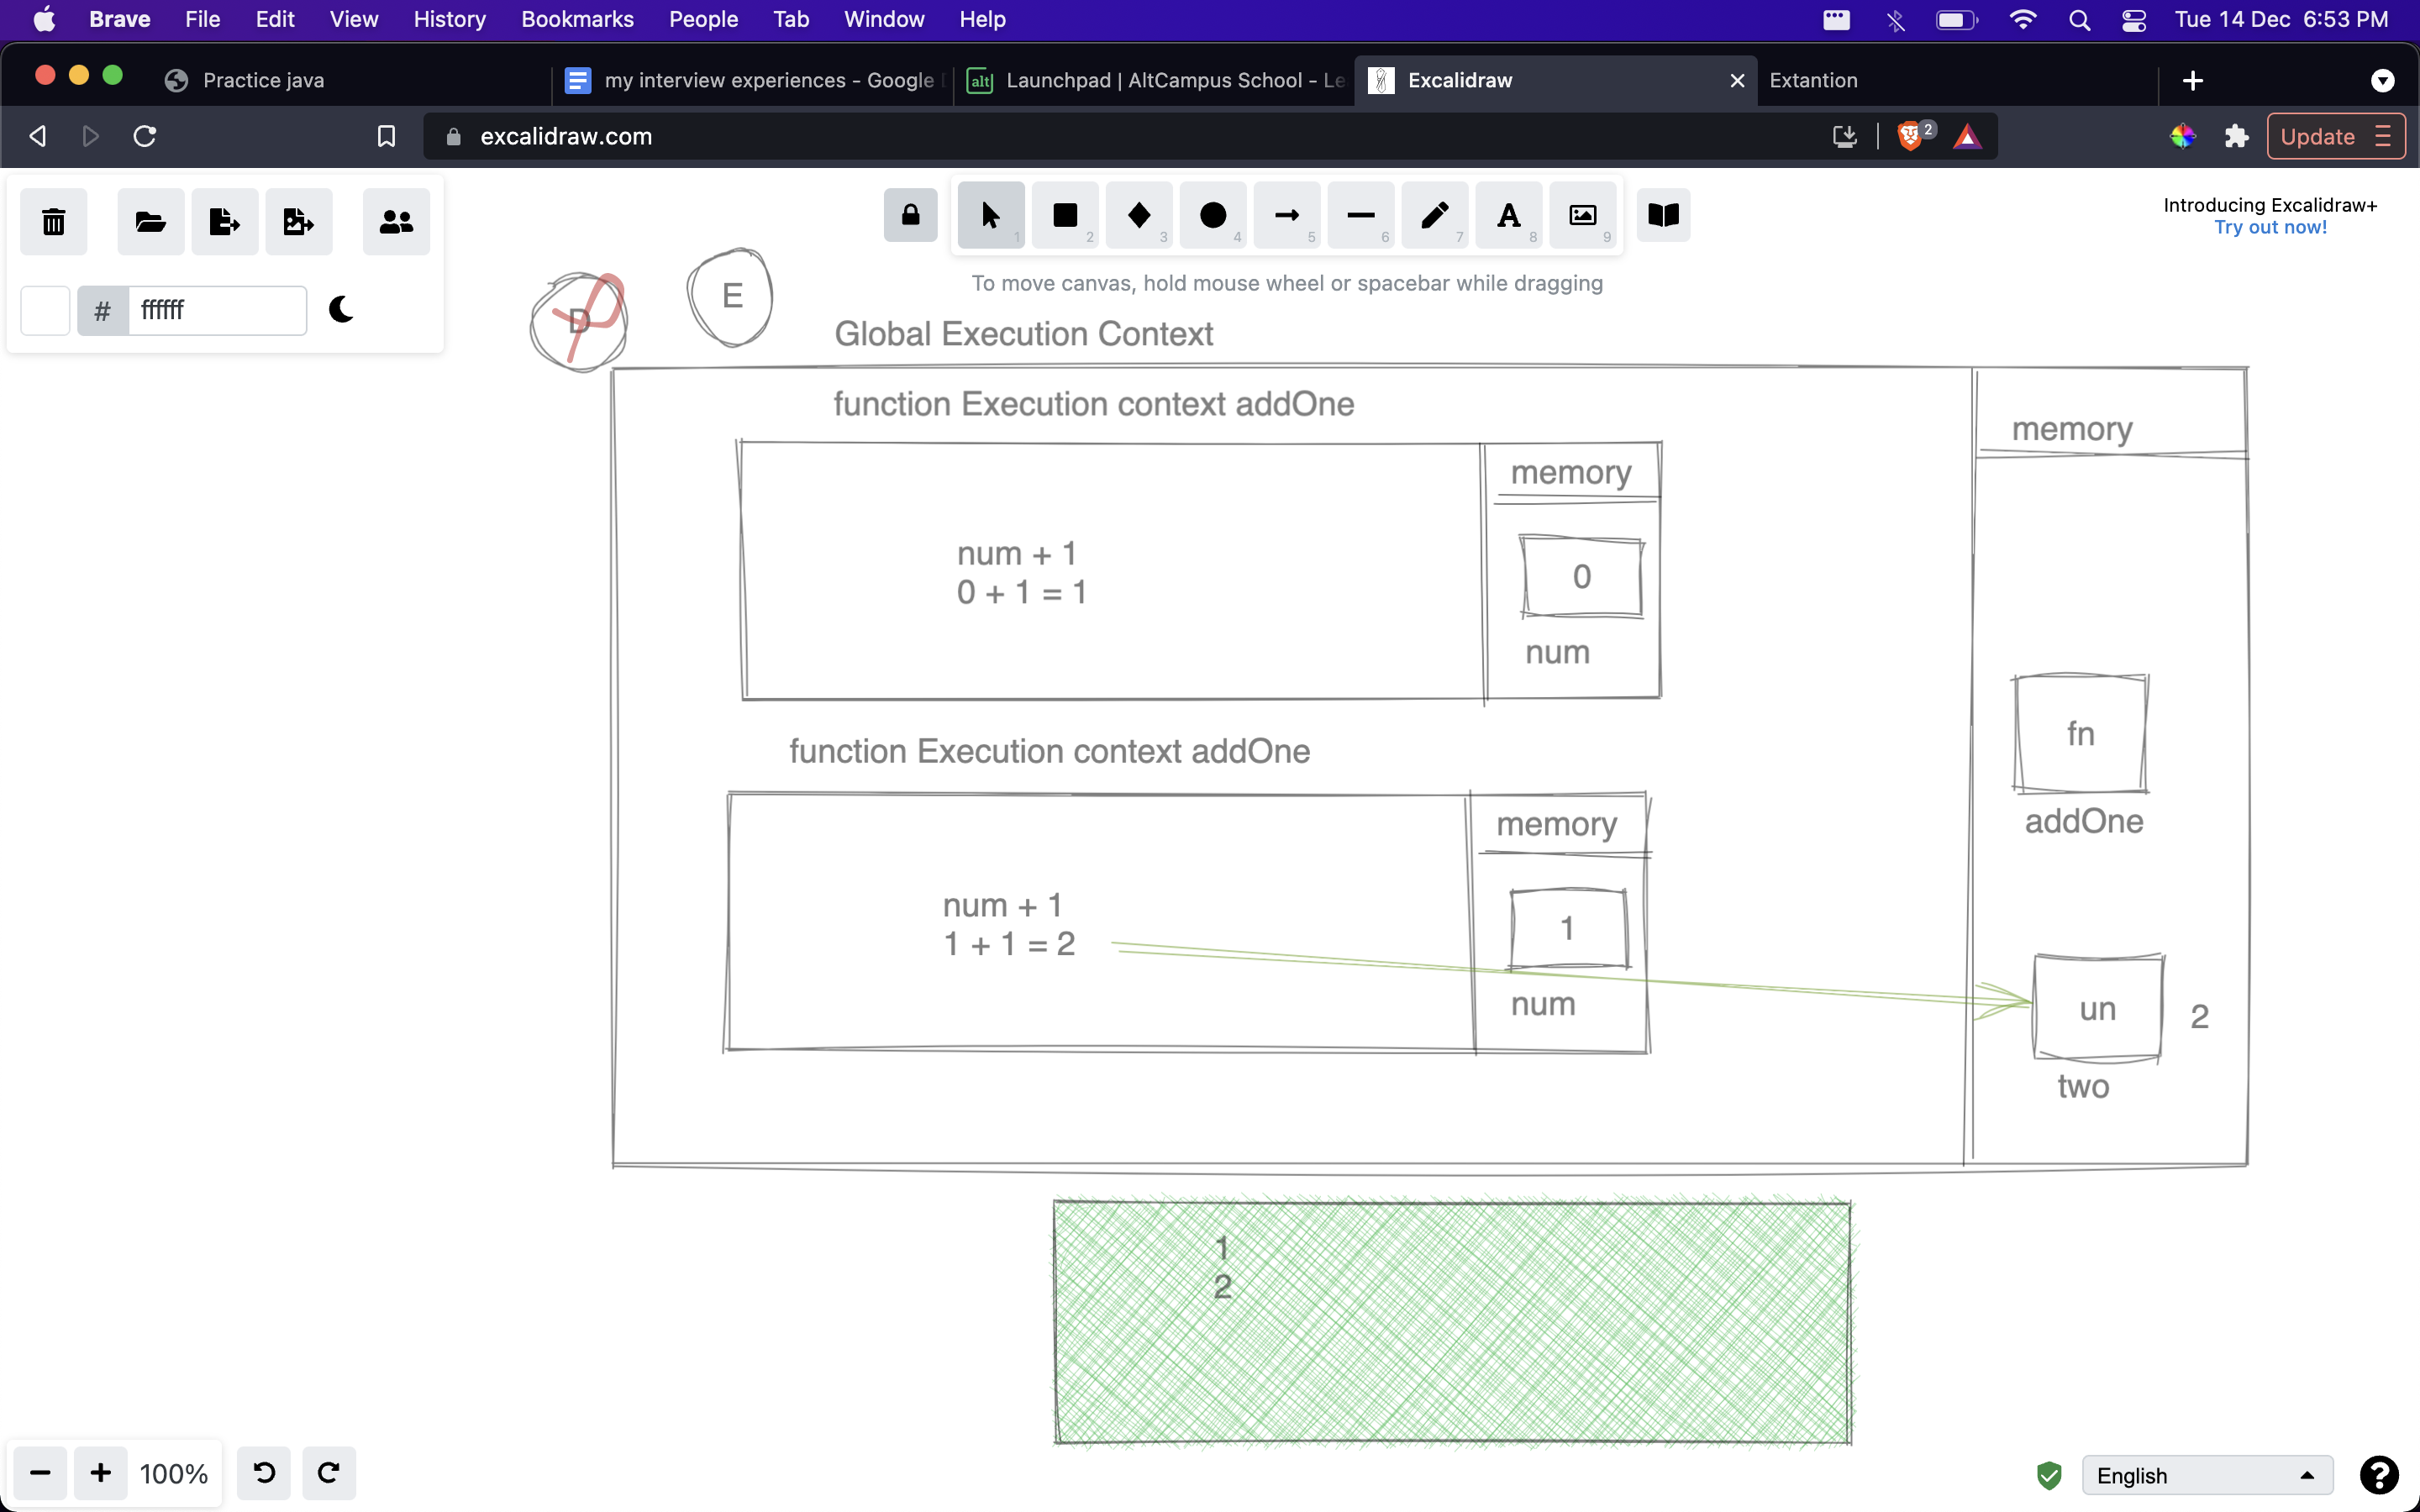 Brave File Edit View History Bookmarks People Tab Window Help Tue 14 Dec 6:53 PM
Practice java my interview experiences - Google alt Launchpad | AltCampus School - Le Excalidraw Extantion
excalidraw.com 2 Update
1 2 3 4 5 6 7 A 8 9
Introducing Excalidraw+
Try out now!
To move canvas, hold mouse wheel or spacebar while dragging
# ffffff
D E
Global Execution Context
function Execution context addOne
memory
memory
num + 1
0 + 1 = 1
0
num
fn
addOne
function Execution context addOne
memory
num + 1
1 + 1 = 2
1
num
un 2
two
1
2
100%
English